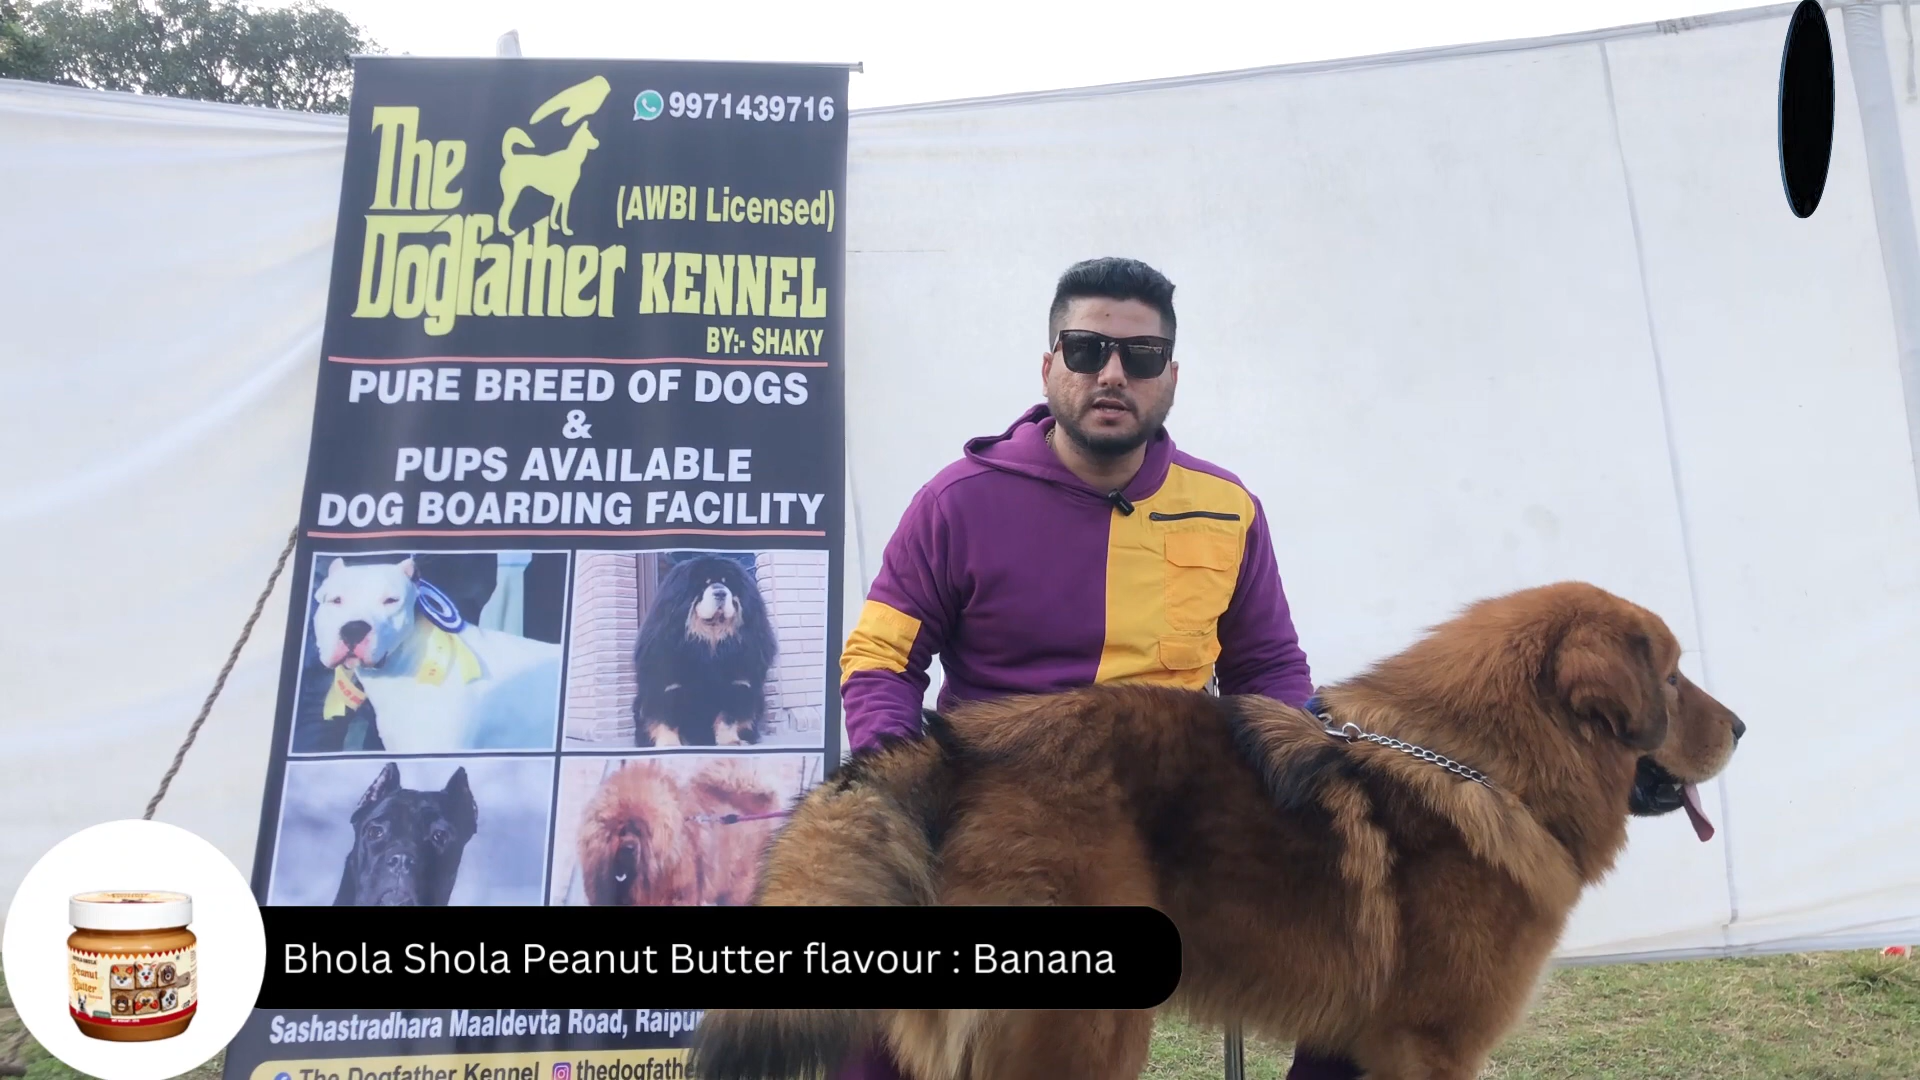 9971439716
The
Dogfather KENNEL
(AWBI Licensed)
BY:- SHAKY
PURE BREED OF DOGS
&
PUPS AVAILABLE
DOG BOARDING FACILITY
Peanut
Butter
Bhola Shola Peanut Butter flavour : Banana
Sashastradhara Maaldevta Road, Raipur
The Dogfather Kennel thedogfathe